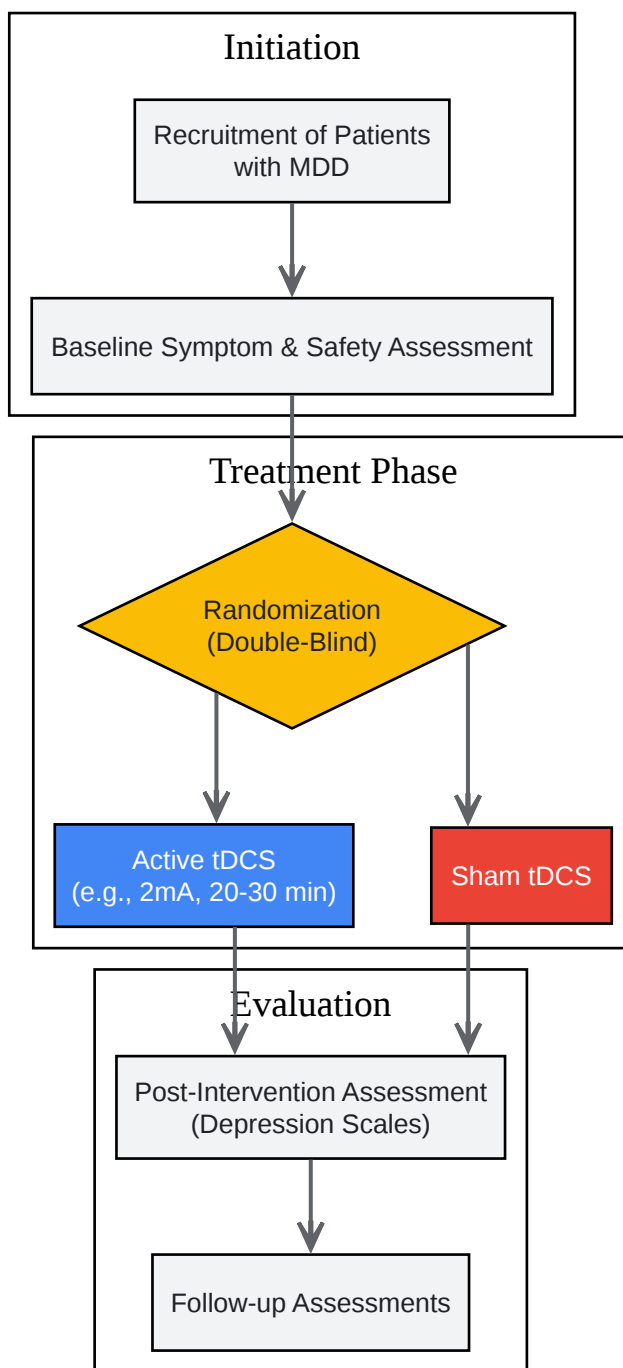 Initiation
Recruitment of Patients
with MDD
Baseline Symptom & Safety Assessment
Treatment Phase
Randomization
(Double-Blind)
Active tDCS
(e.g., 2mA, 20-30 min)
Sham tDCS
Evaluation
Post-Intervention Assessment
(Depression Scales)
Follow-up Assessments